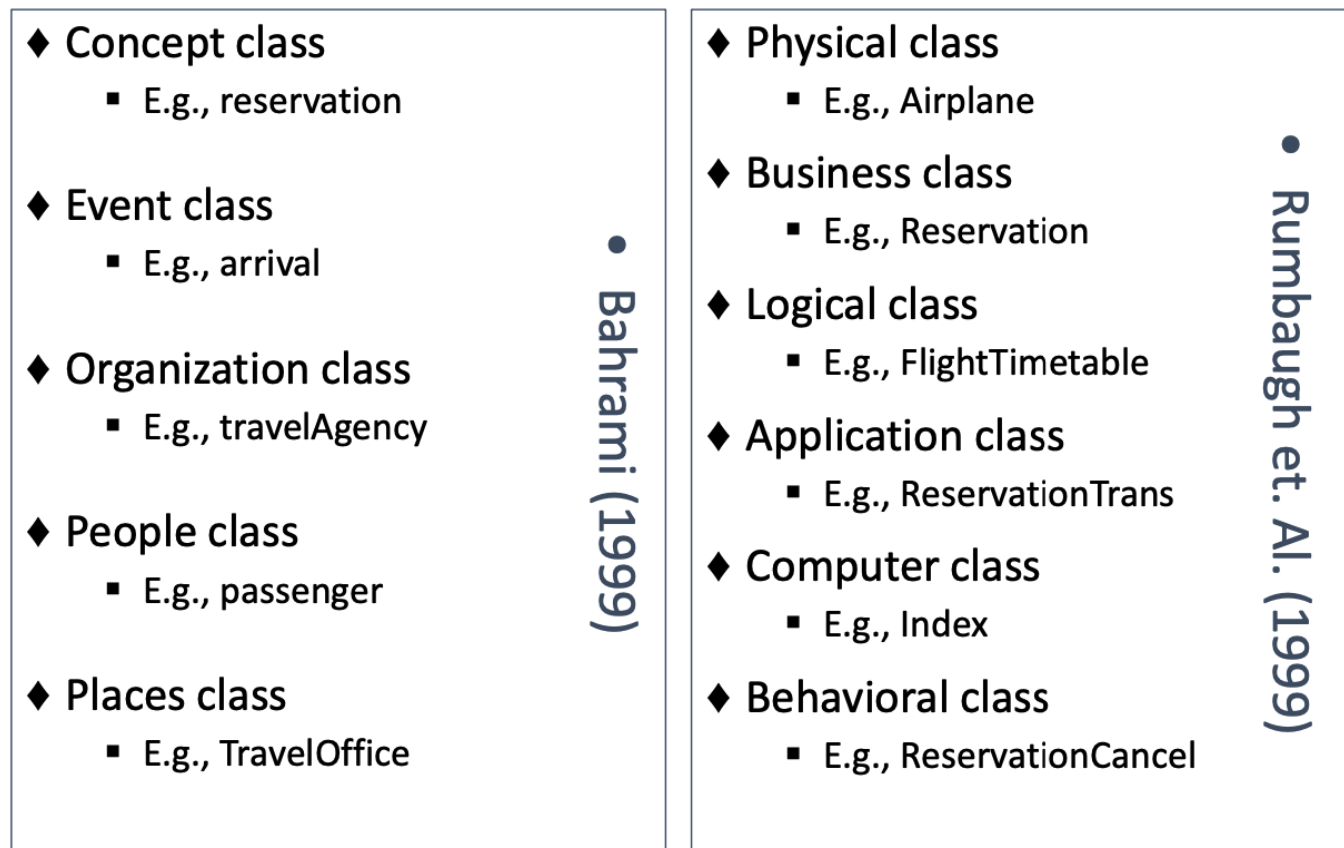 ♦ Concept class
▪ E.g., reservation
♦ Event class
▪ E.g., arrival
♦ Organization class
▪ E.g., travelAgency
♦ People class
▪ E.g., passenger
♦ Places class
▪ E.g., TravelOffice
• Bahrami (1999)
♦ Physical class
▪ E.g., Airplane
♦ Business class
▪ E.g., Reservation
♦ Logical class
▪ E.g., FlightTimetable
♦ Application class
▪ E.g., ReservationTrans
♦ Computer class
▪ E.g., Index
♦ Behavioral class
▪ E.g., ReservationCancel
• Rumbaugh et. Al. (1999)